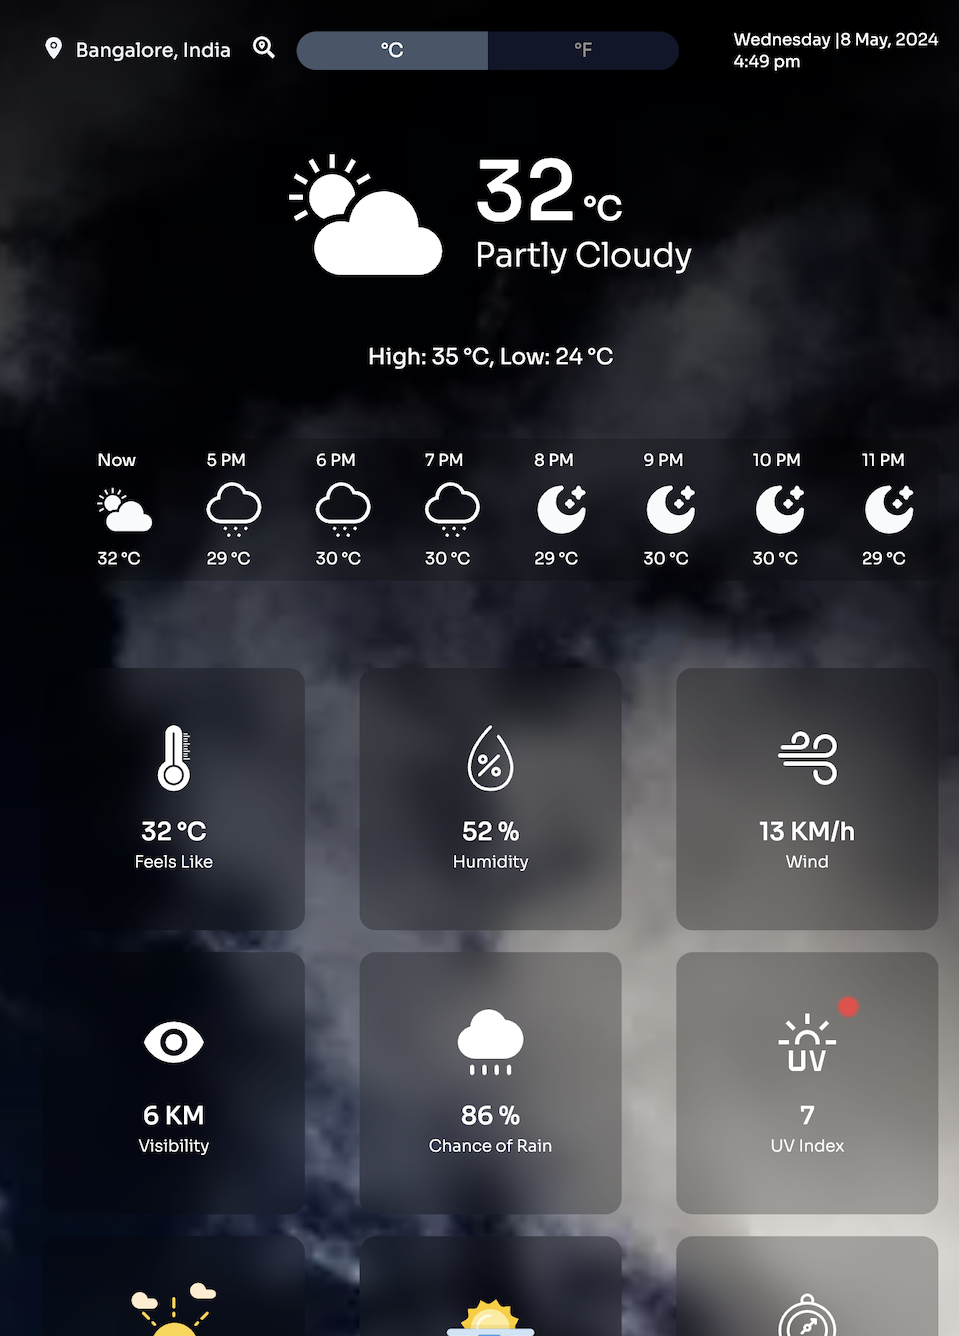 Bangalore, India
°C
°F
Wednesday |8 May, 2024
4:49 pm
32 °C
Partly Cloudy
High: 35 °C, Low: 24 °C
Now 5 PM 6 PM 7 PM 8 PM 9 PM 10 PM 11 PM
32 °C 29 °C 30 °C 30 °C 29 °C 30 °C 30 °C 29 °C
32 °C
Feels Like
52 %
Humidity
13 KM/h
Wind
6 KM
Visibility
86 %
Chance of Rain
UV
7
UV Index